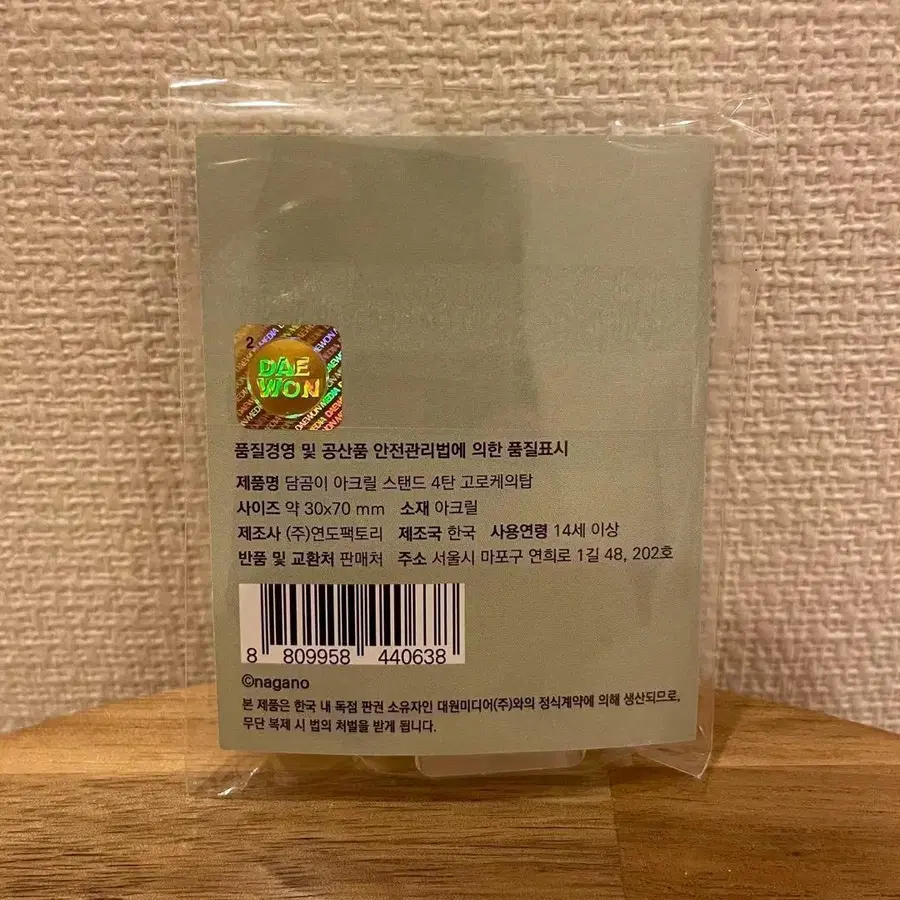 2
DAE
WON
품질경영 및 공산품 안전관리법에 의한 품질표시
제품명 담곰이 아크릴 스탠드 4탄 고로케의탑
사이즈 약 30x70 mm 소재 아크릴
제조사 (주)연도팩토리 제조국 한국 사용연령 14세 이상
반품 및 교환처 판매처 주소 서울시 마포구 연희로 1길 48, 202호
8 809958 440638
©nagano
본 제품은 한국 내 독점 판권 소유자인 대원미디어(주)와의 정식계약에 의해 생산되므로,
무단 복제 시 법의 처벌을 받게 됩니다.